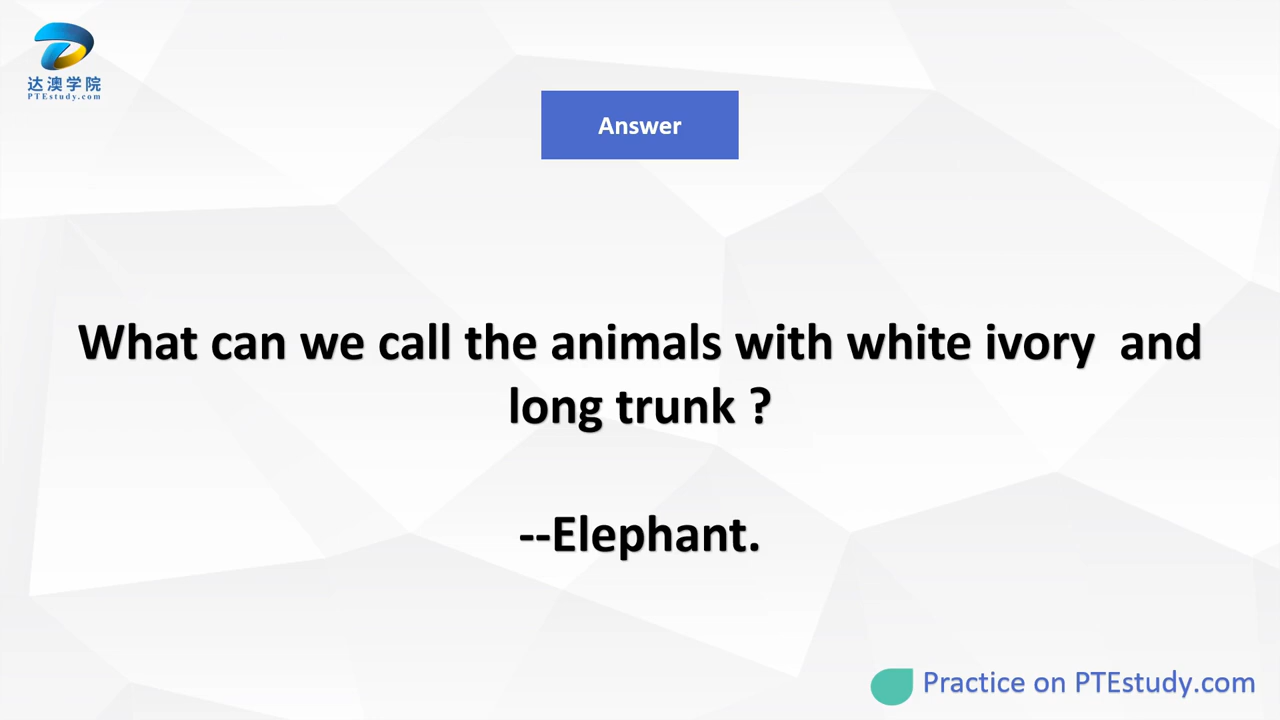 达澳学院
PTEstudy.com
Answer
What can we call the animals with white ivory  and
long trunk ?
--Elephant.
Practice on PTEstudy.com